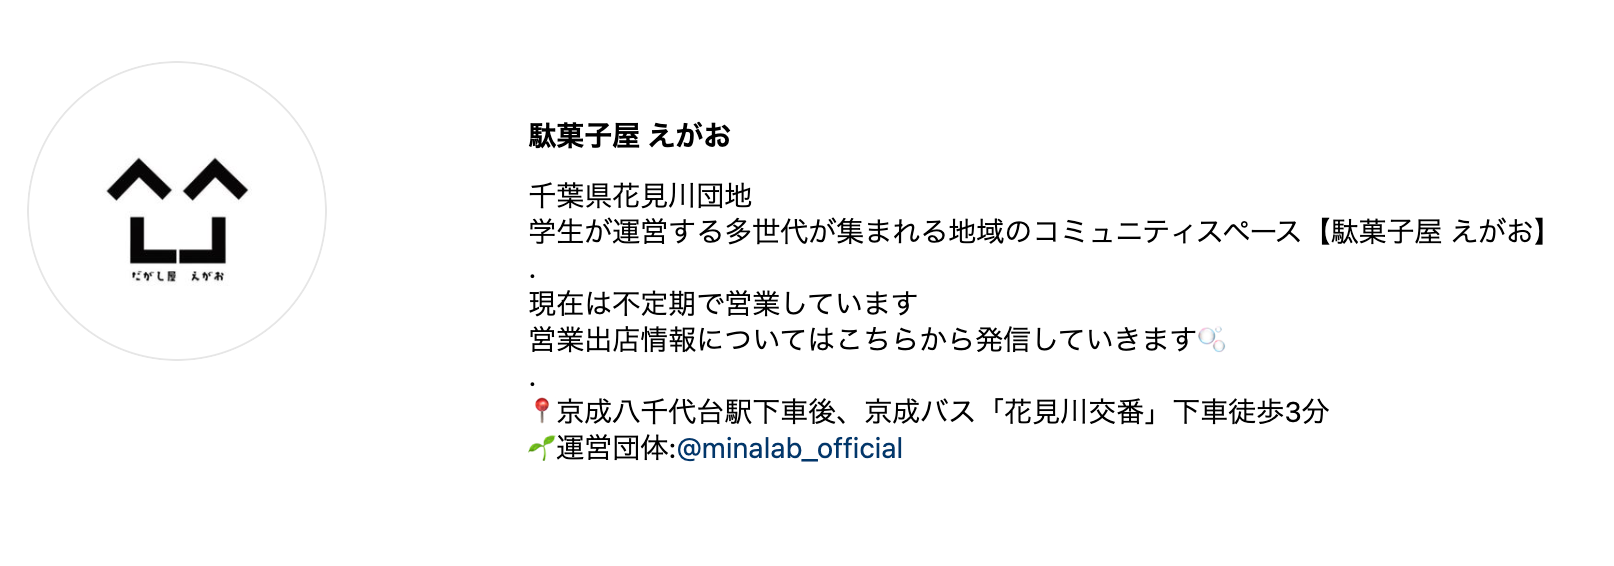 だがし屋 えがお
駄菓子屋 えがお
千葉県花見川団地
学生が運営する多世代が集まれる地域のコミュニティスペース【駄菓子屋 えがお】
.
現在は不定期で営業しています
営業出店情報についてはこちらから発信していきます🫧
.
📍京成八千代台駅下車後、京成バス「花見川交番」下車徒歩3分
🌱運営団体:@minalab_official